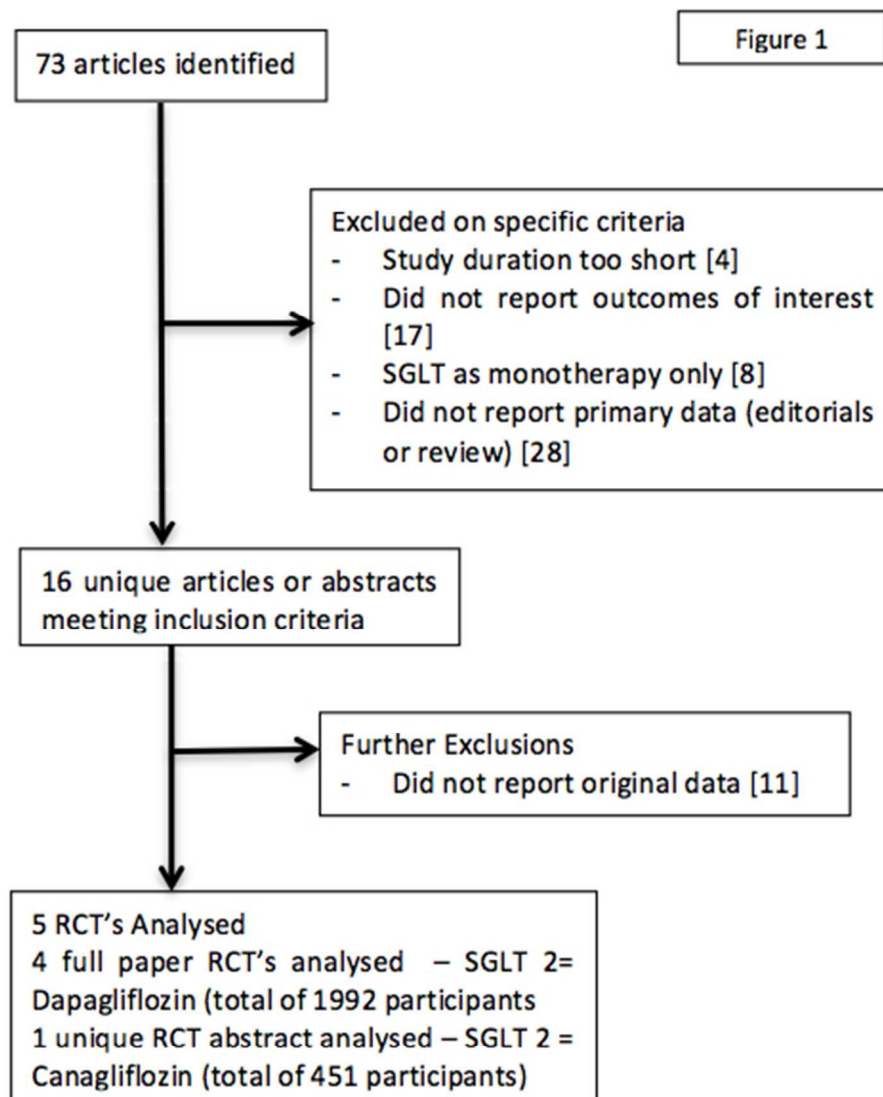 Figure 1
73 articles identified
Excluded on specific criteria
- Study duration too short [4]
- Did not report outcomes of interest
[17]
- SGLT as monotherapy only [8]
- Did not report primary data (editorials
or review) [28]
16 unique articles or abstracts
meeting inclusion criteria
Further Exclusions
- Did not report original data [11]
5 RCT's Analysed
4 full paper RCT's analysed – SGLT 2=
Dapagliflozin (total of 1992 participants
1 unique RCT abstract analysed – SGLT 2 =
Canagliflozin (total of 451 participants)